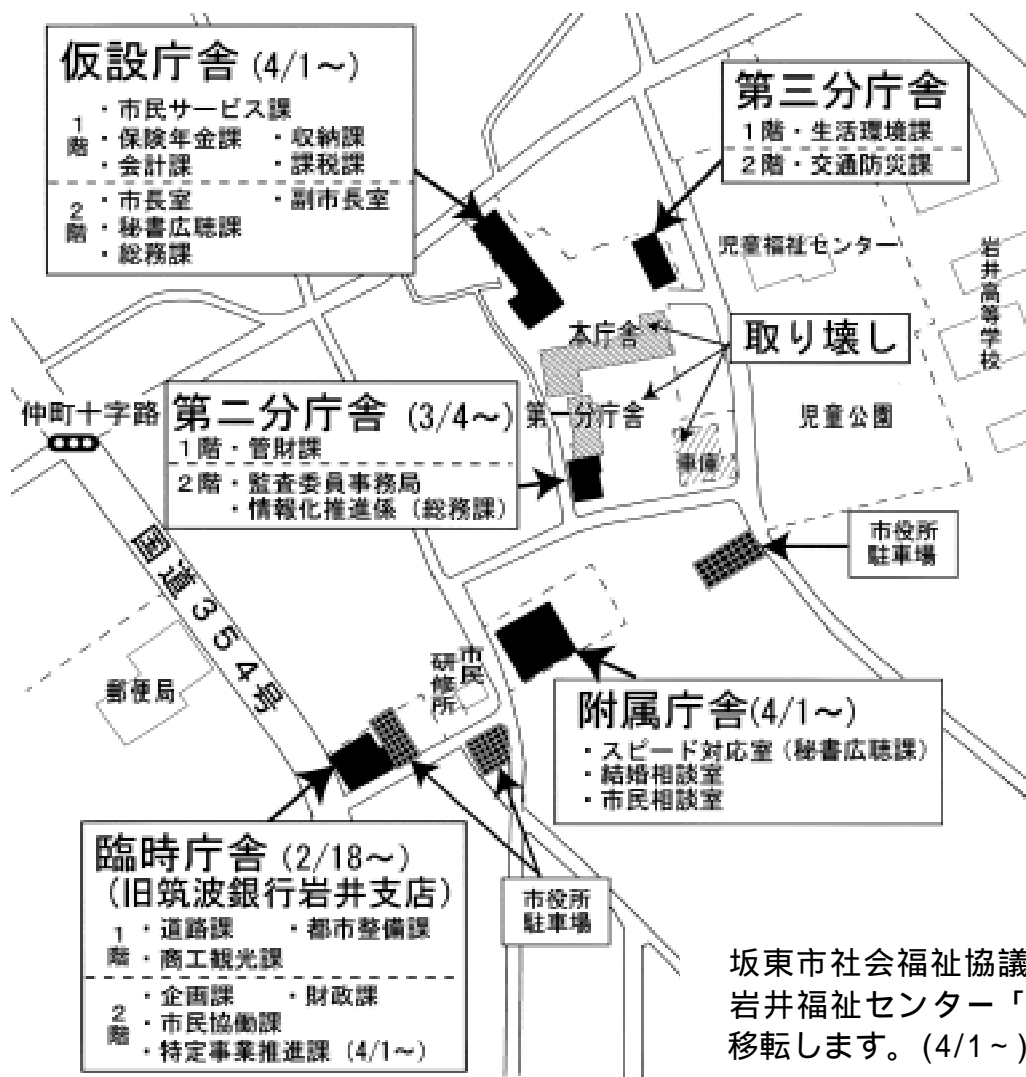 仮設庁舎 (4/1～)
1階
・市民サービス課
・保険年金課 ・収納課
・会計課 ・課税課
2階
・市長室 ・副市長室
・秘書広聴課
・総務課
第三分庁舎
1階・生活環境課
2階・交通防災課
児童福祉センター
岩井高等学校
本庁舎
取り壊し
仲町十字路
第二分庁舎 (3/4～)
1階・管財課
2階・監査委員事務局
・情報化推進係 (総務課)
第一分庁舎
児童公園
車庫
市役所
駐車場
国道354号
郵便局
市民
研修所
附属庁舎(4/1～)
・スピード対応室 (秘書広聴課)
・結婚相談室
・市民相談室
臨時庁舎 (2/18～)
(旧筑波銀行岩井支店)
1階
・道路課 ・都市整備課
・商工観光課
2階
・企画課 ・財政課
・市民協働課
・特定事業推進課 (4/1～)
市役所
駐車場
坂東市社会福祉協議
岩井福祉センター「
移転します。(4/1～)